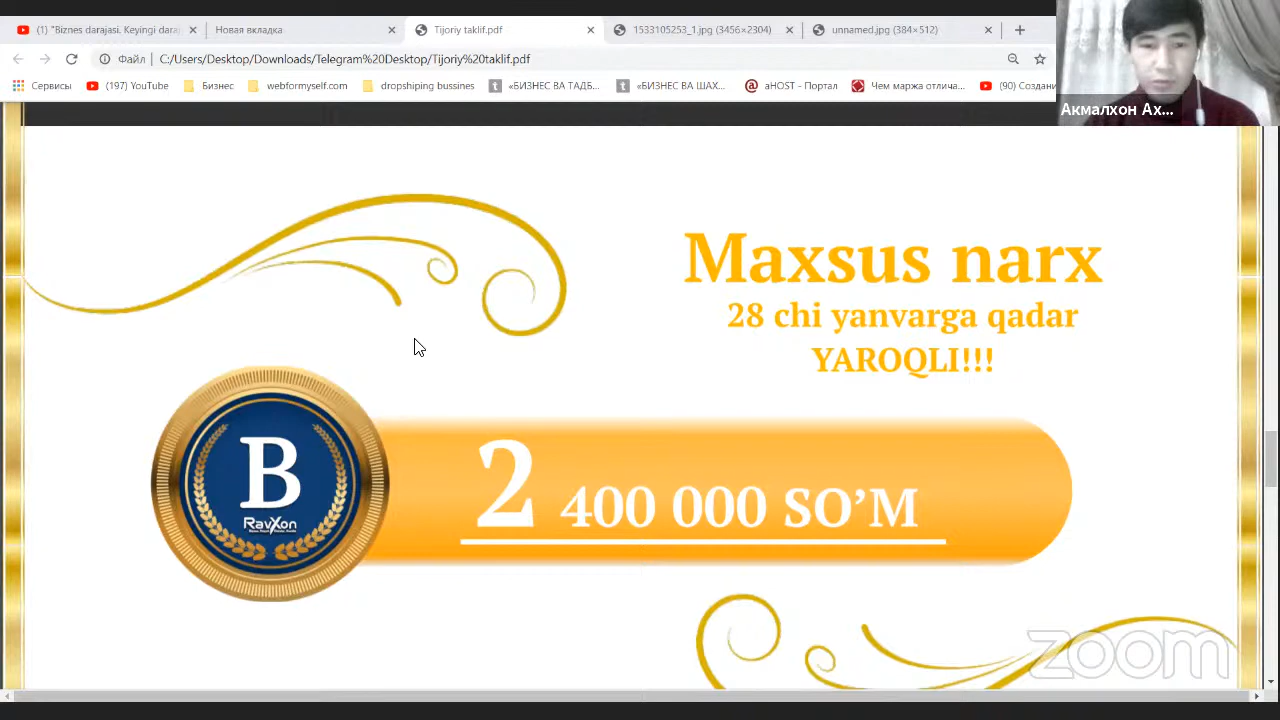 (1) "Biznes darajasi. Keyingi daraj
Новая вкладка
Tijoriy taklif.pdf
1533105253_1.jpg (3456×2304)
unnamed.jpg (384×512)
Файл
C:/Users/Desktop/Downloads/Telegram%20Desktop/Tijoriy%20taklif.pdf
Сервисы
(197) YouTube
Бизнес
webformyself.com
dropshiping bussines
«БИЗНЕС ВА ТАДБ...
«БИЗНЕС ВА ШАХ...
aHOST - Портал
Чем маржа отлича...
(90) Создани
Акмалхон Ах...
Maxsus narx
28 chi yanvarga qadar
YAROQLI!!!
B
RavXon
2 400 000 SO’M
zoom